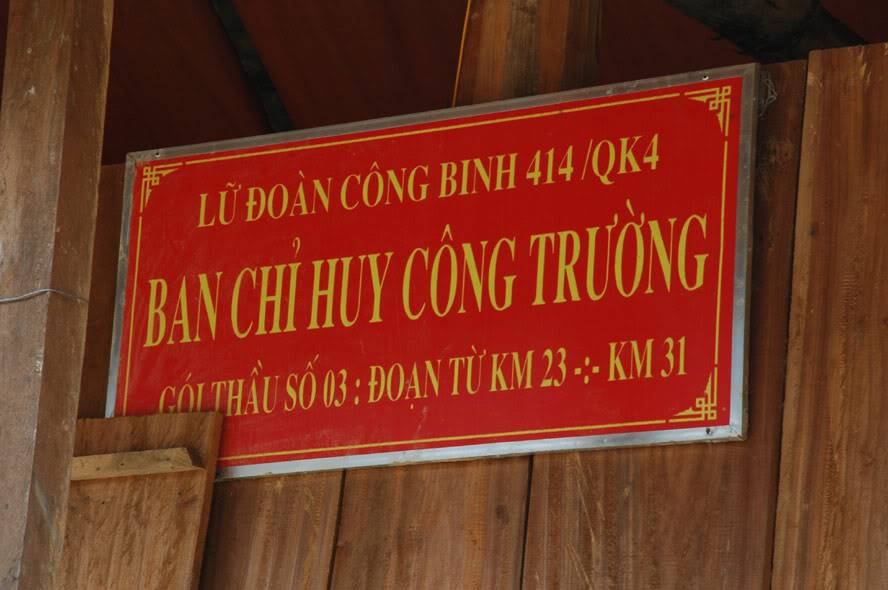 LỮ ĐOÀN CÔNG BINH 414 /QK4
BAN CHỈ HUY CÔNG TRƯỜNG
GÓI THẦU SỐ 03 : ĐOẠN TỪ KM 23 -:- KM 31